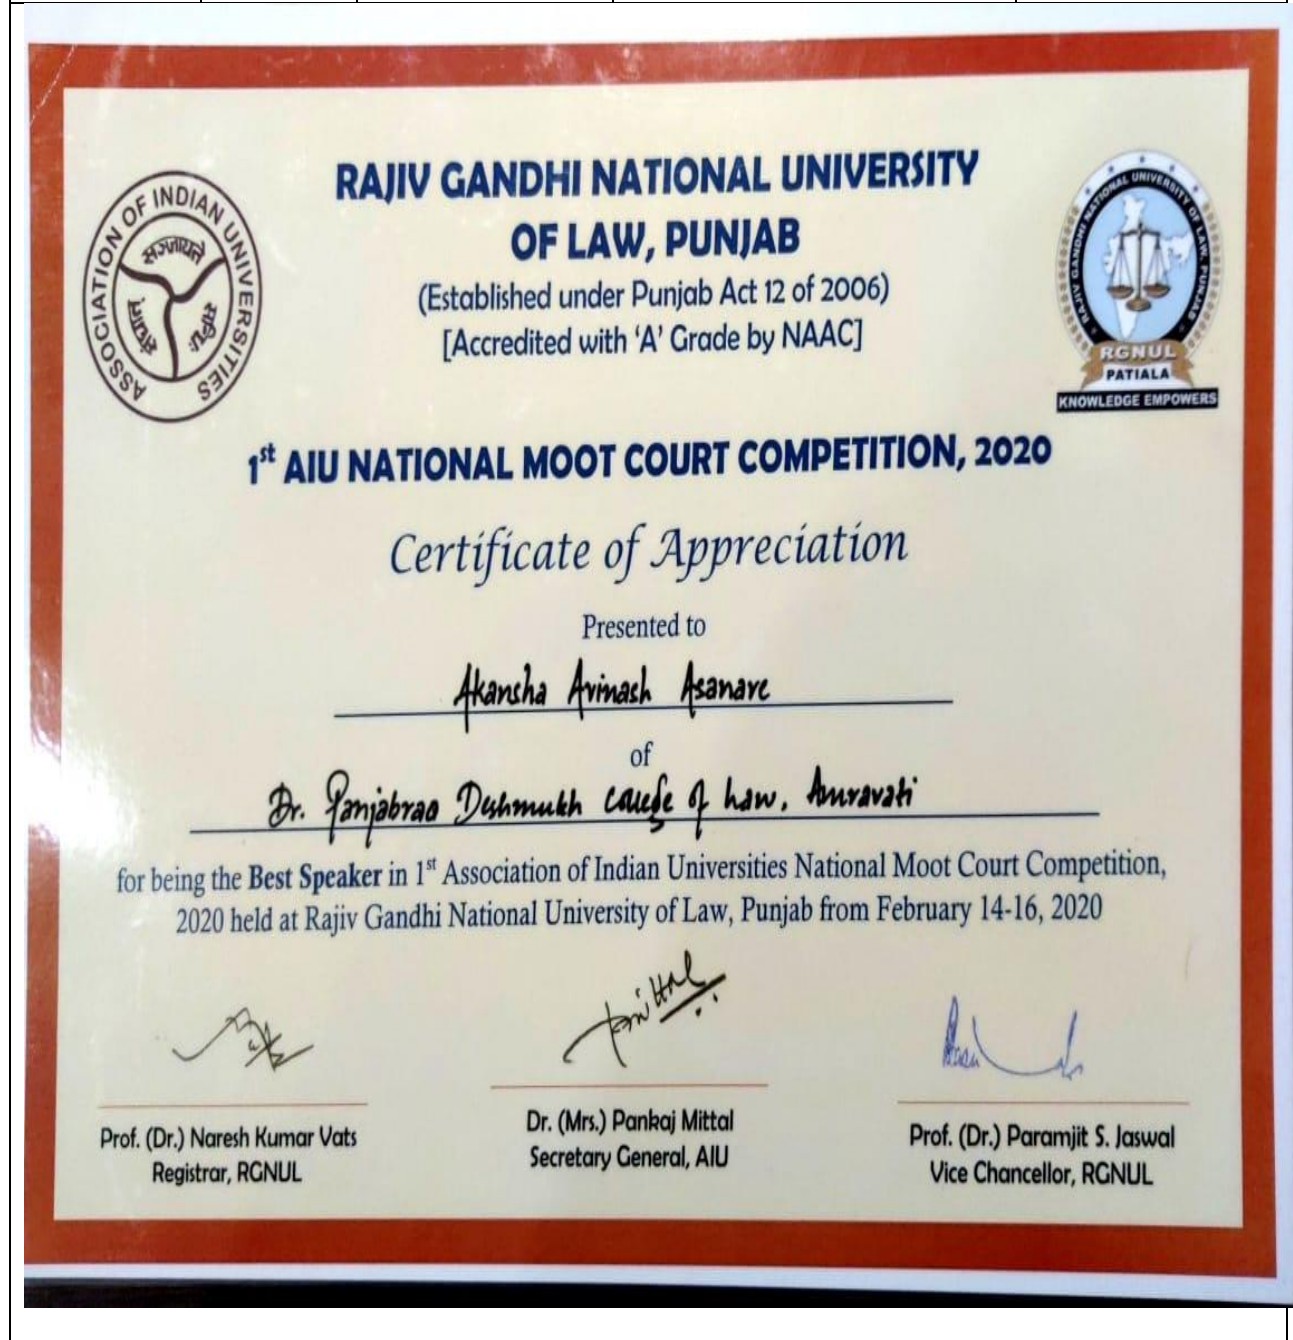 RAJIV GANDHI NATIONAL UNIVERSITY
OF LAW, PUNJAB
(Established under Punjab Act 12 of 2006)
[Accredited with ‘A’ Grade by NAAC]
ASSOCIATION OF INDIAN UNIVERSITIES
RAJIV GANDHI NATIONAL UNIVERSITY OF LAW, PUNJAB
RGNUL
PATIALA
KNOWLEDGE EMPOWERS
1st AIU NATIONAL MOOT COURT COMPETITION, 2020
Certificate of Appreciation
Presented to
Akansha Avinash Asanare
of
Dr. Panjabrao Deshmukh College of Law, Amravati
for being the Best Speaker in 1st Association of Indian Universities National Moot Court Competition,
2020 held at Rajiv Gandhi National University of Law, Punjab from February 14-16, 2020
Prof. (Dr.) Naresh Kumar Vats
Registrar, RGNUL
Dr. (Mrs.) Pankaj Mittal
Secretary General, AIU
Prof. (Dr.) Paramjit S. Jaswal
Vice Chancellor, RGNUL